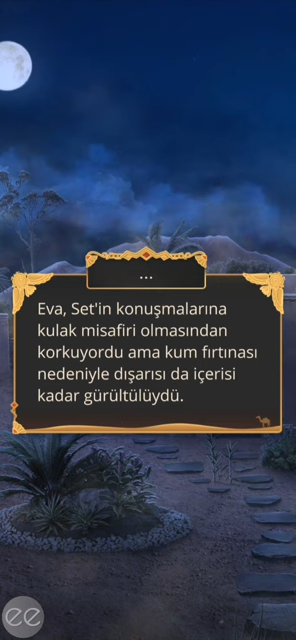 ...
Eva, Set'in konuşmalarına
kulak misafiri olmasından
korkuyordu ama kum fırtınası
nedeniyle dışarısı da içerisi
kadar gürültülüydü.
ee